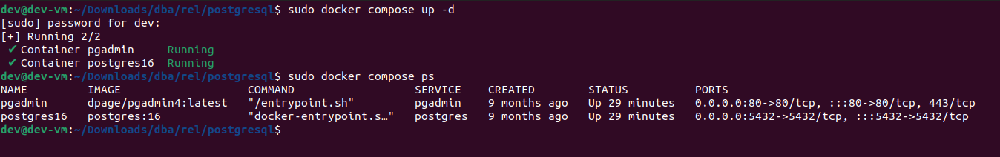 dev@dev-vm:~/Downloads/dba/rel/postgresql$ sudo docker compose up -d
[sudo] password for dev:
[+] Running 2/2
✔ Container pgadmin     Running
✔ Container postgres16  Running
dev@dev-vm:~/Downloads/dba/rel/postgresql$ sudo docker compose ps
NAME         IMAGE                   COMMAND                  SERVICE    CREATED        STATUS          PORTS
pgadmin      dpage/pgadmin4:latest   "/entrypoint.sh"         pgadmin    9 months ago   Up 29 minutes   0.0.0.0:80->80/tcp, :::80->80/tcp, 443/tcp
postgres16   postgres:16             "docker-entrypoint.s…"   postgres   9 months ago   Up 29 minutes   0.0.0.0:5432->5432/tcp, :::5432->5432/tcp
dev@dev-vm:~/Downloads/dba/rel/postgresql$